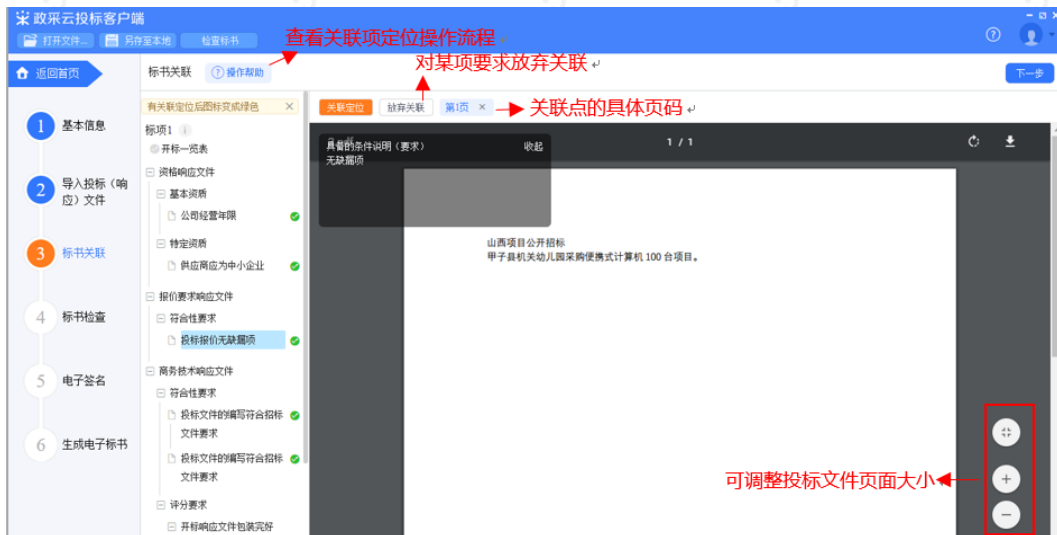 政采云投标客户端
打开文件... 另存至本地 检查标书
查看关联项定位操作流程
返回首页
标书关联 操作帮助
对某项要求放弃关联
下一步
有关联定位后图标变成绿色 ×
关联定位 放弃关联 第1页 ×
关联点的具体页码
1 基本信息
2 导入投标（响应）文件
3 标书关联
4 标书检查
5 电子签名
6 生成电子标书
标项1
开标一览表
资格响应文件
基本资质
公司经营年限
特定资质
供应商应为中小企业
报价要求响应文件
符合性要求
投标报价无缺漏项
商务技术响应文件
符合性要求
投标文件的编写符合招标
文件要求
投标文件的编写符合招标
文件要求
评分要求
开标响应文件包装完好
具备的条件说明（要求） 收起
无缺漏项
1 / 1
山西项目公开招标
甲子县机关幼儿园采购便携式计算机 100 台项目。
可调整投标文件页面大小